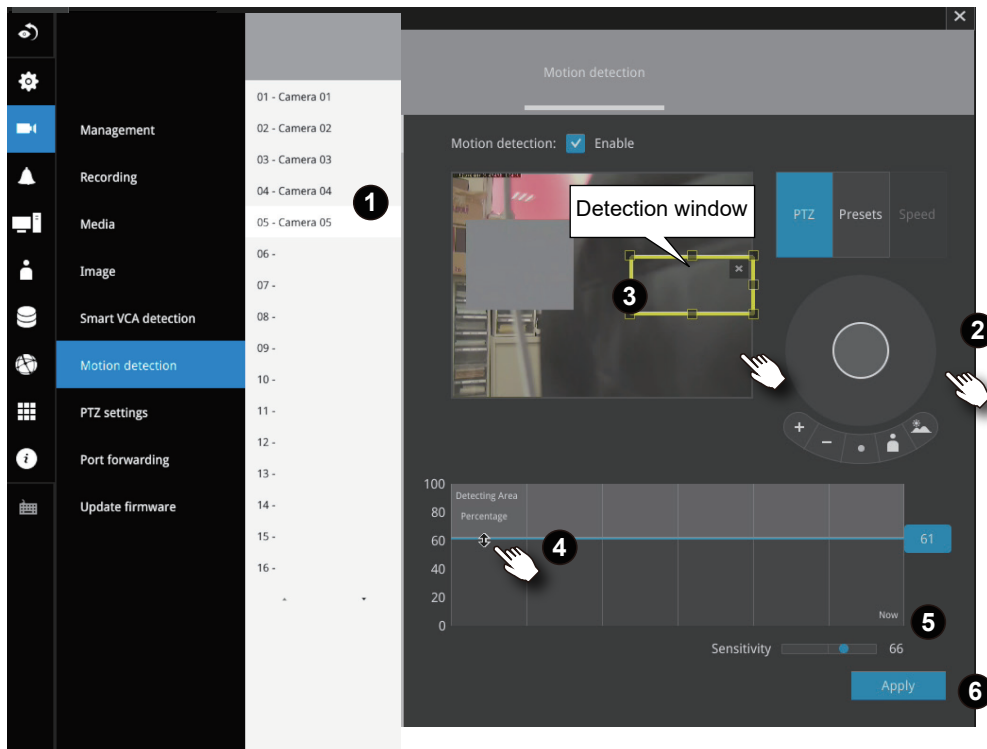 Motion detection
Management
Recording
Media
Image
Smart VCA detection
Motion detection
PTZ settings
Port forwarding
Update firmware
01 - Camera 01
02 - Camera 02
03 - Camera 03
04 - Camera 04
05 - Camera 05
06 -
07 -
08 -
09 -
10 -
11 -
12 -
13 -
14 -
15 -
16 -
1
Motion detection: Enable
Detection window
3
PTZ Presets Speed
2
100
80
60
40
20
0
Detecting Area
Percentage
4
61
Now
5
Sensitivity 66
Apply
6